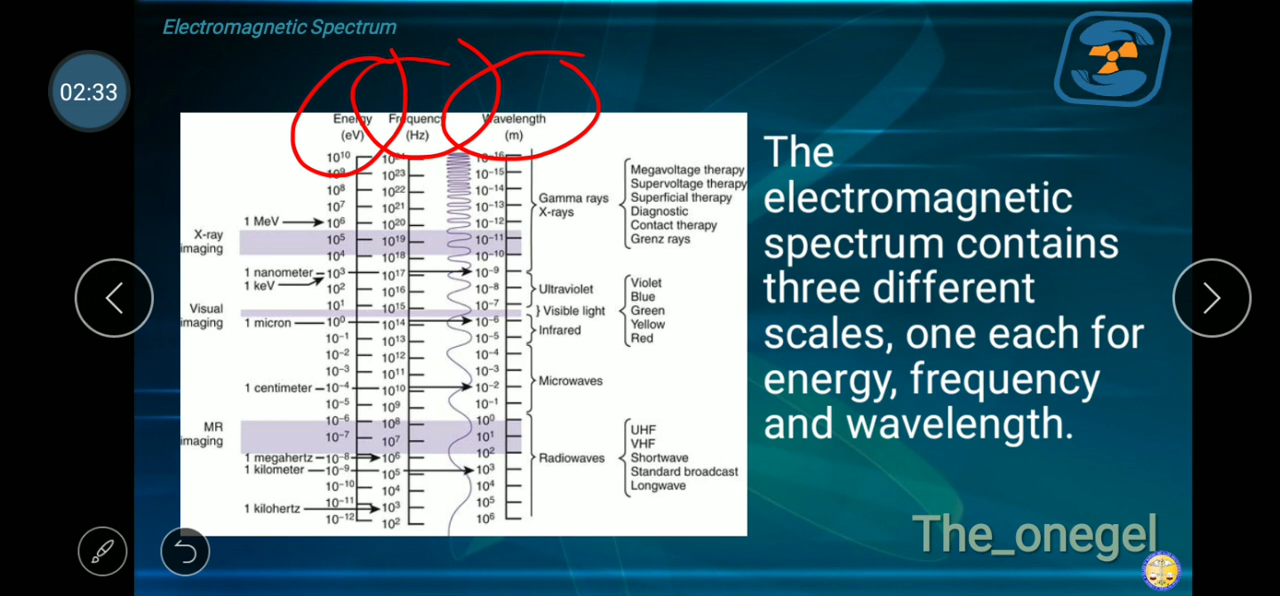 Electromagnetic Spectrum
02:33
Energy Frequency Wavelength
(eV) (Hz) (m)
10¹⁰ 10⁻¹⁶
10⁹ 10²³ 10⁻¹⁵
10⁸ 10²² 10⁻¹⁴
10⁷ 10²¹ 10⁻¹³
1 MeV 10⁶ 10²⁰ 10⁻¹²
X-ray
imaging
10⁵ 10¹⁹ 10⁻¹¹
10⁴ 10¹⁸ 10⁻¹⁰
1 nanometer 10³ 10¹⁷ 10⁻⁹
1 keV 10² 10¹⁶ 10⁻⁸
10¹ 10¹⁵ 10⁻⁷
Visual
imaging
1 micron 10⁰ 10¹⁴ 10⁻⁶
10⁻¹ 10¹³ 10⁻⁵
10⁻² 10¹² 10⁻⁴
10⁻³ 10¹¹ 10⁻³
1 centimeter 10⁻⁴ 10¹⁰ 10⁻²
10⁻⁵ 10⁹ 10⁻¹
10⁻⁶ 10⁸ 10⁰
MR
imaging
10⁻⁷ 10⁷ 10¹
10²
1 megahertz 10⁻⁸ 10⁶
1 kilometer 10⁻⁹ 10⁵ 10³
10⁻¹⁰ 10⁴ 10⁴
1 kilohertz 10⁻¹¹ 10³ 10⁵
10⁻¹² 10² 10⁶
Gamma rays
X-rays
Megavoltage therapy
Supervoltage therapy
Superficial therapy
Diagnostic
Contact therapy
Grenz rays
Ultraviolet
Visible light
Infrared
Violet
Blue
Green
Yellow
Red
Microwaves
Radiowaves
UHF
VHF
Shortwave
Standard broadcast
Longwave
The
electromagnetic
spectrum contains
three different
scales, one each for
energy, frequency
and wavelength.
The_onegel